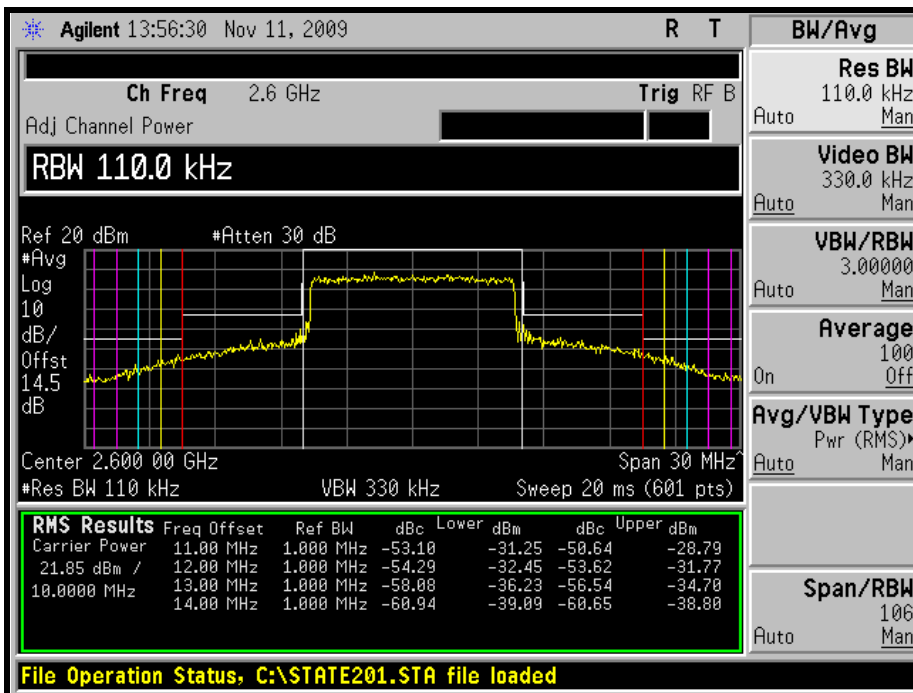 Agilent 13:56:30 Nov 11, 2009 R T
Ch Freq 2.6 GHz Trig RF B
Adj Channel Power
RBW 110.0 kHz
Ref 20 dBm #Atten 30 dB
#Avg
Log
10
dB/
Offst
14.5
dB
Center 2.600 00 GHz Span 30 MHz^
#Res BW 110 kHz VBW 330 kHz Sweep 20 ms (601 pts)
RMS Results Freq Offset Ref BW dBc Lower dBm dBc Upper dBm
Carrier Power 11.00 MHz 1.000 MHz -53.10 -31.25 -50.64 -28.79
21.85 dBm / 12.00 MHz 1.000 MHz -54.29 -32.45 -53.62 -31.77
10.0000 MHz 13.00 MHz 1.000 MHz -58.08 -36.23 -56.54 -34.70
14.00 MHz 1.000 MHz -60.94 -39.09 -60.65 -38.80
File Operation Status, C:\STATE201.STA file loaded
BW/Avg
Res BW
110.0 kHz
Auto Man
Video BW
330.0 kHz
Auto Man
VBW/RBW
3.00000
Auto Man
Average
100
On Off
Avg/VBW Type
Pwr (RMS)▸
Auto Man
Span/RBW
106
Auto Man